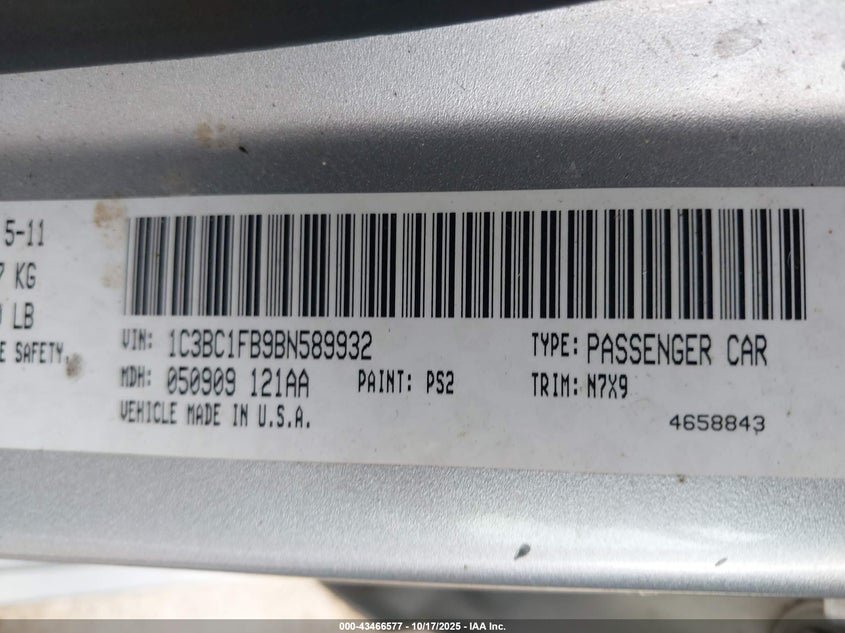 5-11
7 KG
LB
E SAFETY.
VIN: 1C3BC1FB9BN589932 TYPE: PASSENGER CAR
MDH: 050909 121AA PAINT: PS2 TRIM: N7X9
VEHICLE MADE IN U.S.A.
4658843
000-43466577 - 10/17/2025 - IAA Inc.